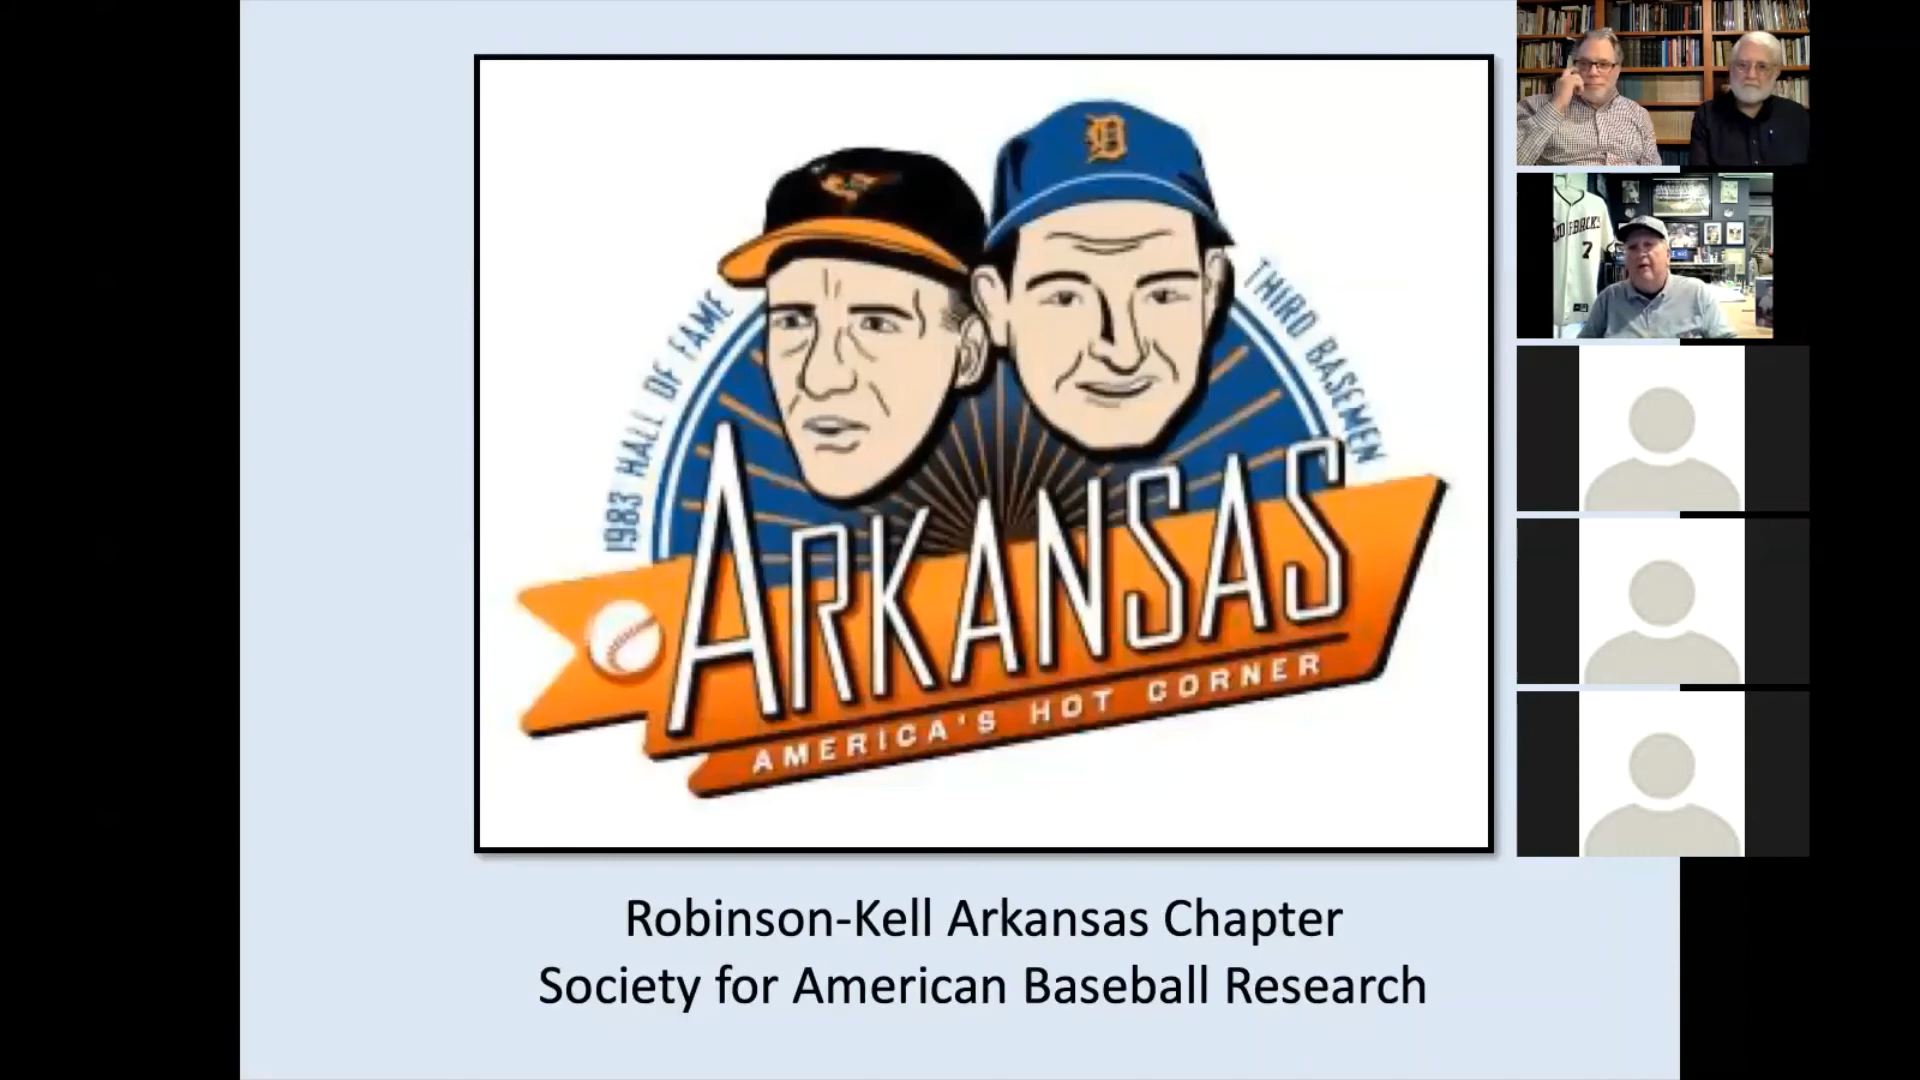 D
1983 HALL OF FAME
THIRD BASEMEN
ARKANSAS
AMERICA'S HOT CORNER
Robinson-Kell Arkansas Chapter
Society for American Baseball Research
7